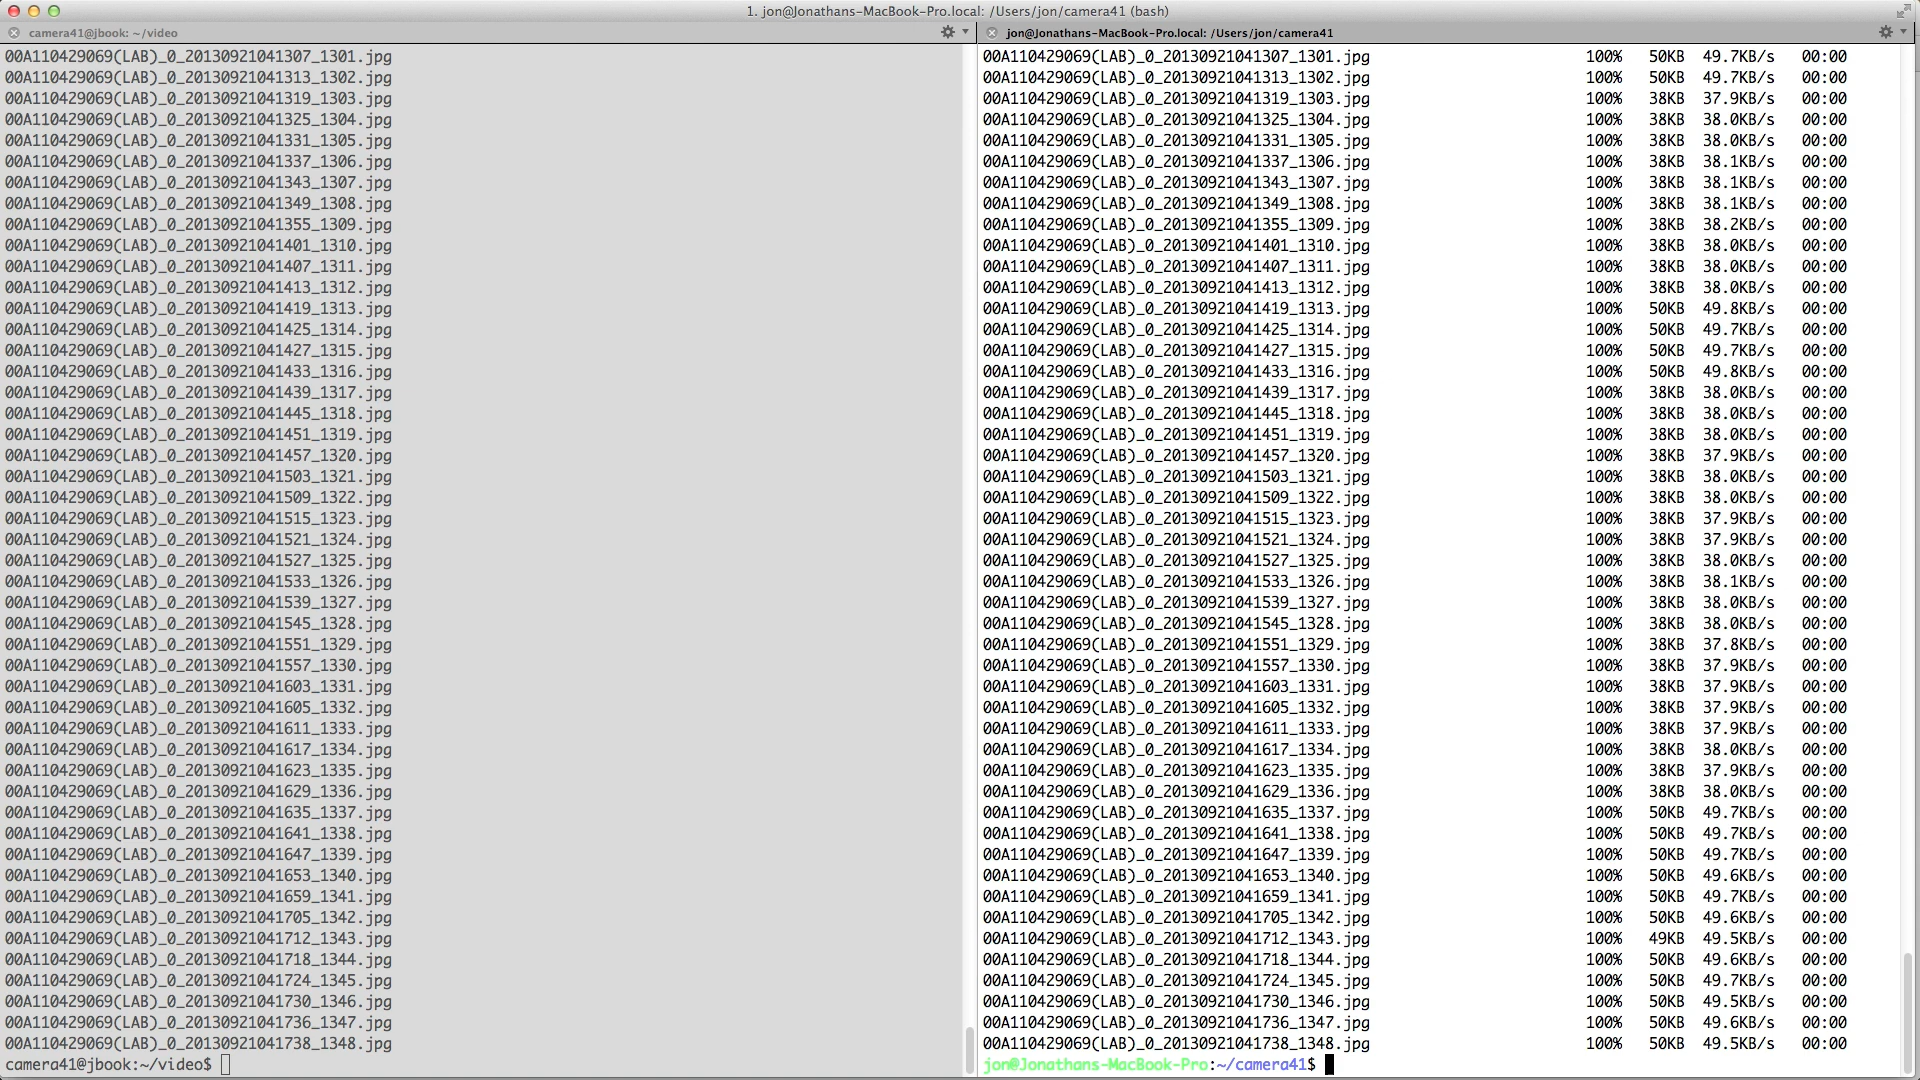 1. jon@Jonathans-MacBook-Pro.local: /Users/jon/camera41 (bash)
camera41@jbook: ~/video
00A110429069(LAB)_0_20130921041307_1301.jpg
00A110429069(LAB)_0_20130921041313_1302.jpg
00A110429069(LAB)_0_20130921041319_1303.jpg
00A110429069(LAB)_0_20130921041325_1304.jpg
00A110429069(LAB)_0_20130921041331_1305.jpg
00A110429069(LAB)_0_20130921041337_1306.jpg
00A110429069(LAB)_0_20130921041343_1307.jpg
00A110429069(LAB)_0_20130921041349_1308.jpg
00A110429069(LAB)_0_20130921041355_1309.jpg
00A110429069(LAB)_0_20130921041401_1310.jpg
00A110429069(LAB)_0_20130921041407_1311.jpg
00A110429069(LAB)_0_20130921041413_1312.jpg
00A110429069(LAB)_0_20130921041419_1313.jpg
00A110429069(LAB)_0_20130921041425_1314.jpg
00A110429069(LAB)_0_20130921041427_1315.jpg
00A110429069(LAB)_0_20130921041433_1316.jpg
00A110429069(LAB)_0_20130921041439_1317.jpg
00A110429069(LAB)_0_20130921041445_1318.jpg
00A110429069(LAB)_0_20130921041451_1319.jpg
00A110429069(LAB)_0_20130921041457_1320.jpg
00A110429069(LAB)_0_20130921041503_1321.jpg
00A110429069(LAB)_0_20130921041509_1322.jpg
00A110429069(LAB)_0_20130921041515_1323.jpg
00A110429069(LAB)_0_20130921041521_1324.jpg
00A110429069(LAB)_0_20130921041527_1325.jpg
00A110429069(LAB)_0_20130921041533_1326.jpg
00A110429069(LAB)_0_20130921041539_1327.jpg
00A110429069(LAB)_0_20130921041545_1328.jpg
00A110429069(LAB)_0_20130921041551_1329.jpg
00A110429069(LAB)_0_20130921041557_1330.jpg
00A110429069(LAB)_0_20130921041603_1331.jpg
00A110429069(LAB)_0_20130921041605_1332.jpg
00A110429069(LAB)_0_20130921041611_1333.jpg
00A110429069(LAB)_0_20130921041617_1334.jpg
00A110429069(LAB)_0_20130921041623_1335.jpg
00A110429069(LAB)_0_20130921041629_1336.jpg
00A110429069(LAB)_0_20130921041635_1337.jpg
00A110429069(LAB)_0_20130921041641_1338.jpg
00A110429069(LAB)_0_20130921041647_1339.jpg
00A110429069(LAB)_0_20130921041653_1340.jpg
00A110429069(LAB)_0_20130921041659_1341.jpg
00A110429069(LAB)_0_20130921041705_1342.jpg
00A110429069(LAB)_0_20130921041712_1343.jpg
00A110429069(LAB)_0_20130921041718_1344.jpg
00A110429069(LAB)_0_20130921041724_1345.jpg
00A110429069(LAB)_0_20130921041730_1346.jpg
00A110429069(LAB)_0_20130921041736_1347.jpg
00A110429069(LAB)_0_20130921041738_1348.jpg
camera41@jbook:~/video$
jon@Jonathans-MacBook-Pro.local: /Users/jon/camera41
00A110429069(LAB)_0_20130921041307_1301.jpg 100% 50KB 49.7KB/s 00:00
00A110429069(LAB)_0_20130921041313_1302.jpg 100% 50KB 49.7KB/s 00:00
00A110429069(LAB)_0_20130921041319_1303.jpg 100% 38KB 37.9KB/s 00:00
00A110429069(LAB)_0_20130921041325_1304.jpg 100% 38KB 38.0KB/s 00:00
00A110429069(LAB)_0_20130921041331_1305.jpg 100% 38KB 38.0KB/s 00:00
00A110429069(LAB)_0_20130921041337_1306.jpg 100% 38KB 38.1KB/s 00:00
00A110429069(LAB)_0_20130921041343_1307.jpg 100% 38KB 38.1KB/s 00:00
00A110429069(LAB)_0_20130921041349_1308.jpg 100% 38KB 38.1KB/s 00:00
00A110429069(LAB)_0_20130921041355_1309.jpg 100% 38KB 38.2KB/s 00:00
00A110429069(LAB)_0_20130921041401_1310.jpg 100% 38KB 38.0KB/s 00:00
00A110429069(LAB)_0_20130921041407_1311.jpg 100% 38KB 38.0KB/s 00:00
00A110429069(LAB)_0_20130921041413_1312.jpg 100% 38KB 38.0KB/s 00:00
00A110429069(LAB)_0_20130921041419_1313.jpg 100% 50KB 49.8KB/s 00:00
00A110429069(LAB)_0_20130921041425_1314.jpg 100% 50KB 49.7KB/s 00:00
00A110429069(LAB)_0_20130921041427_1315.jpg 100% 50KB 49.7KB/s 00:00
00A110429069(LAB)_0_20130921041433_1316.jpg 100% 50KB 49.8KB/s 00:00
00A110429069(LAB)_0_20130921041439_1317.jpg 100% 38KB 38.0KB/s 00:00
00A110429069(LAB)_0_20130921041445_1318.jpg 100% 38KB 38.0KB/s 00:00
00A110429069(LAB)_0_20130921041451_1319.jpg 100% 38KB 38.0KB/s 00:00
00A110429069(LAB)_0_20130921041457_1320.jpg 100% 38KB 37.9KB/s 00:00
00A110429069(LAB)_0_20130921041503_1321.jpg 100% 38KB 38.0KB/s 00:00
00A110429069(LAB)_0_20130921041509_1322.jpg 100% 38KB 38.0KB/s 00:00
00A110429069(LAB)_0_20130921041515_1323.jpg 100% 38KB 37.9KB/s 00:00
00A110429069(LAB)_0_20130921041521_1324.jpg 100% 38KB 37.9KB/s 00:00
00A110429069(LAB)_0_20130921041527_1325.jpg 100% 38KB 38.0KB/s 00:00
00A110429069(LAB)_0_20130921041533_1326.jpg 100% 38KB 38.1KB/s 00:00
00A110429069(LAB)_0_20130921041539_1327.jpg 100% 38KB 38.0KB/s 00:00
00A110429069(LAB)_0_20130921041545_1328.jpg 100% 38KB 38.0KB/s 00:00
00A110429069(LAB)_0_20130921041551_1329.jpg 100% 38KB 37.8KB/s 00:00
00A110429069(LAB)_0_20130921041557_1330.jpg 100% 38KB 37.9KB/s 00:00
00A110429069(LAB)_0_20130921041603_1331.jpg 100% 38KB 37.9KB/s 00:00
00A110429069(LAB)_0_20130921041605_1332.jpg 100% 38KB 37.9KB/s 00:00
00A110429069(LAB)_0_20130921041611_1333.jpg 100% 38KB 37.9KB/s 00:00
00A110429069(LAB)_0_20130921041617_1334.jpg 100% 38KB 38.0KB/s 00:00
00A110429069(LAB)_0_20130921041623_1335.jpg 100% 38KB 37.9KB/s 00:00
00A110429069(LAB)_0_20130921041629_1336.jpg 100% 38KB 38.0KB/s 00:00
00A110429069(LAB)_0_20130921041635_1337.jpg 100% 50KB 49.7KB/s 00:00
00A110429069(LAB)_0_20130921041641_1338.jpg 100% 50KB 49.7KB/s 00:00
00A110429069(LAB)_0_20130921041647_1339.jpg 100% 50KB 49.7KB/s 00:00
00A110429069(LAB)_0_20130921041653_1340.jpg 100% 50KB 49.6KB/s 00:00
00A110429069(LAB)_0_20130921041659_1341.jpg 100% 50KB 49.7KB/s 00:00
00A110429069(LAB)_0_20130921041705_1342.jpg 100% 50KB 49.6KB/s 00:00
00A110429069(LAB)_0_20130921041712_1343.jpg 100% 49KB 49.5KB/s 00:00
00A110429069(LAB)_0_20130921041718_1344.jpg 100% 50KB 49.6KB/s 00:00
00A110429069(LAB)_0_20130921041724_1345.jpg 100% 50KB 49.7KB/s 00:00
00A110429069(LAB)_0_20130921041730_1346.jpg 100% 50KB 49.5KB/s 00:00
00A110429069(LAB)_0_20130921041736_1347.jpg 100% 50KB 49.6KB/s 00:00
00A110429069(LAB)_0_20130921041738_1348.jpg 100% 50KB 49.5KB/s 00:00
jon@Jonathans-MacBook-Pro:~/camera41$